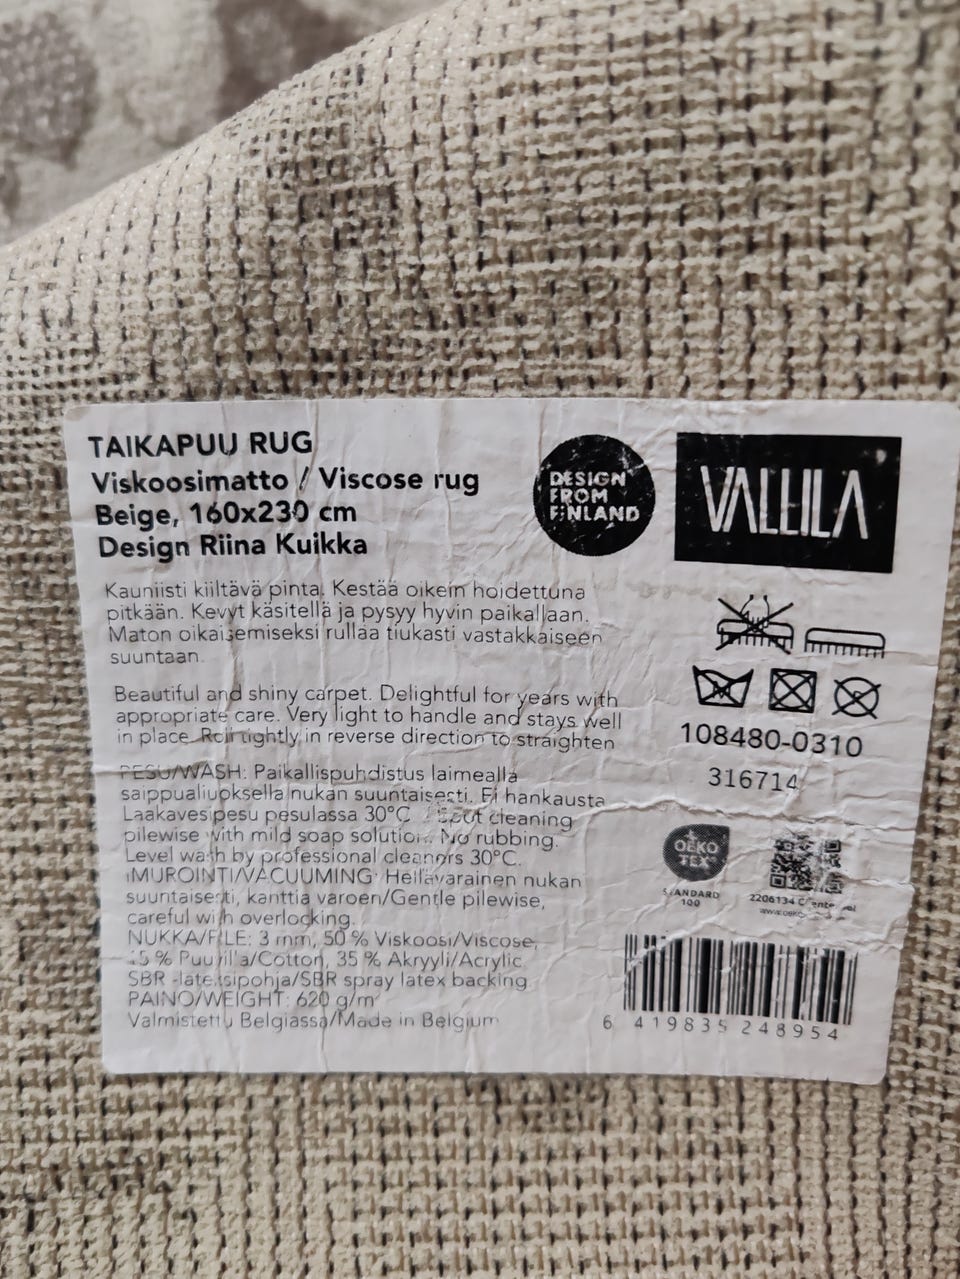 TAIKAPUU RUG
Viskoosimatto / Viscose rug
Beige, 160x230 cm
Design Riina Kuikka
DESIGN
FROM
FINLAND
VALLILA
Kauniisti kiiltävä pinta. Kestää oikein hoidettuna
pitkään. Kevyt käsitellä ja pysyy hyvin paikallaan.
Maton oikaisemiseksi rullaa tiukasti vastakkaiseen
suuntaan.
Beautiful and shiny carpet. Delightful for years with
appropriate care. Very light to handle and stays well
in place. Roll tightly in reverse direction to straighten
108480-0310
316714
PESU/WASH: Paikallispuhdistus laimealla
saippualiuoksella nukan suuntaisesti. Ei hankausta
Laakavesipesu pesulassa 30°C / Spot cleaning
pilewise with mild soap solution. No rubbing.
Level wash by professional cleaners 30°C.
IMUROINTI/VACUUMING: Hellävarainen nukan
suuntaisesti, kanttia varoen/Gentle pilewise,
careful with overlocking.
NUKKA/PILE: 3 mm, 50 % Viskoosi/Viscose,
15 % Puuvilla/Cotton, 35 % Akryyli/Acrylic
SBR -lateksipohja/SBR spray latex backing
PAINO/WEIGHT: 620 g/m²
Valmistettu Belgiassa/Made in Belgium
OEKO
TEX®
STANDARD
100
2206134 Centexbel
6 419835 248954